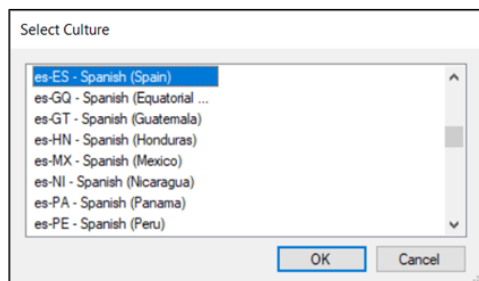 Select Culture
es-ES - Spanish (Spain)
es-GQ - Spanish (Equatorial ...
es-GT - Spanish (Guatemala)
es-HN - Spanish (Honduras)
es-MX - Spanish (Mexico)
es-NI - Spanish (Nicaragua)
es-PA - Spanish (Panama)
es-PE - Spanish (Peru)
OK Cancel